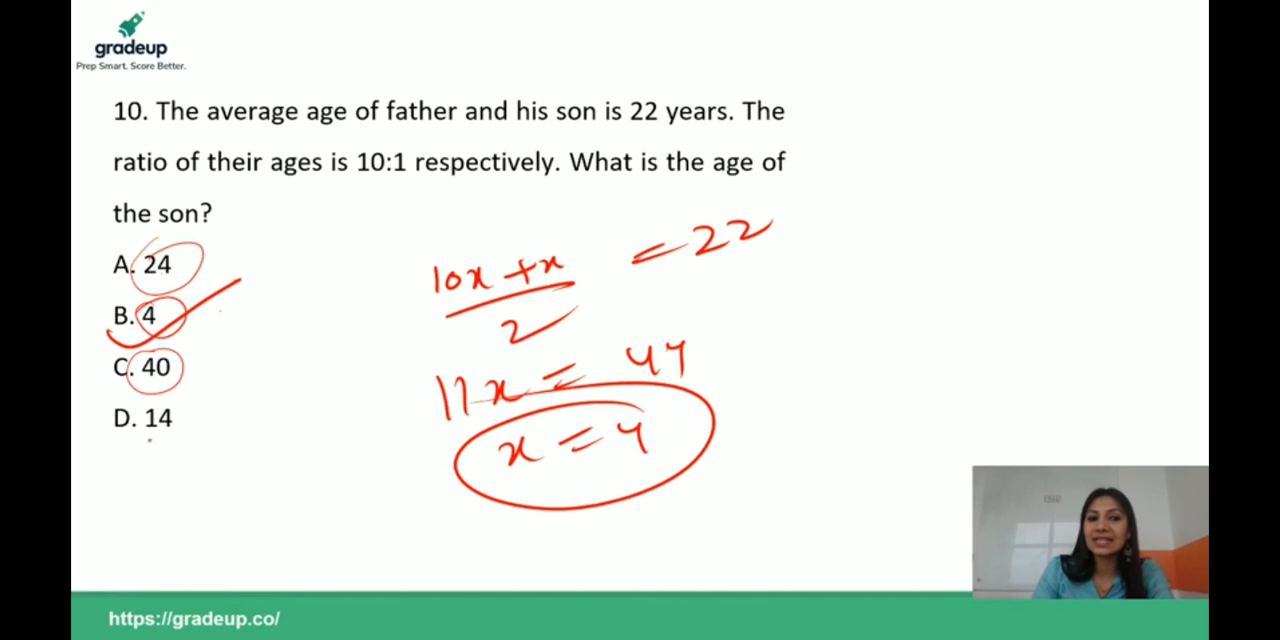 gradeup
Prep Smart. Score Better.
10. The average age of father and his son is 22 years. The
ratio of their ages is 10:1 respectively. What is the age of
the son?
A. 24
B. 4
C. 40
D. 14
10x + x = 22
2
11x = 44
x = 4
https://gradeup.co/